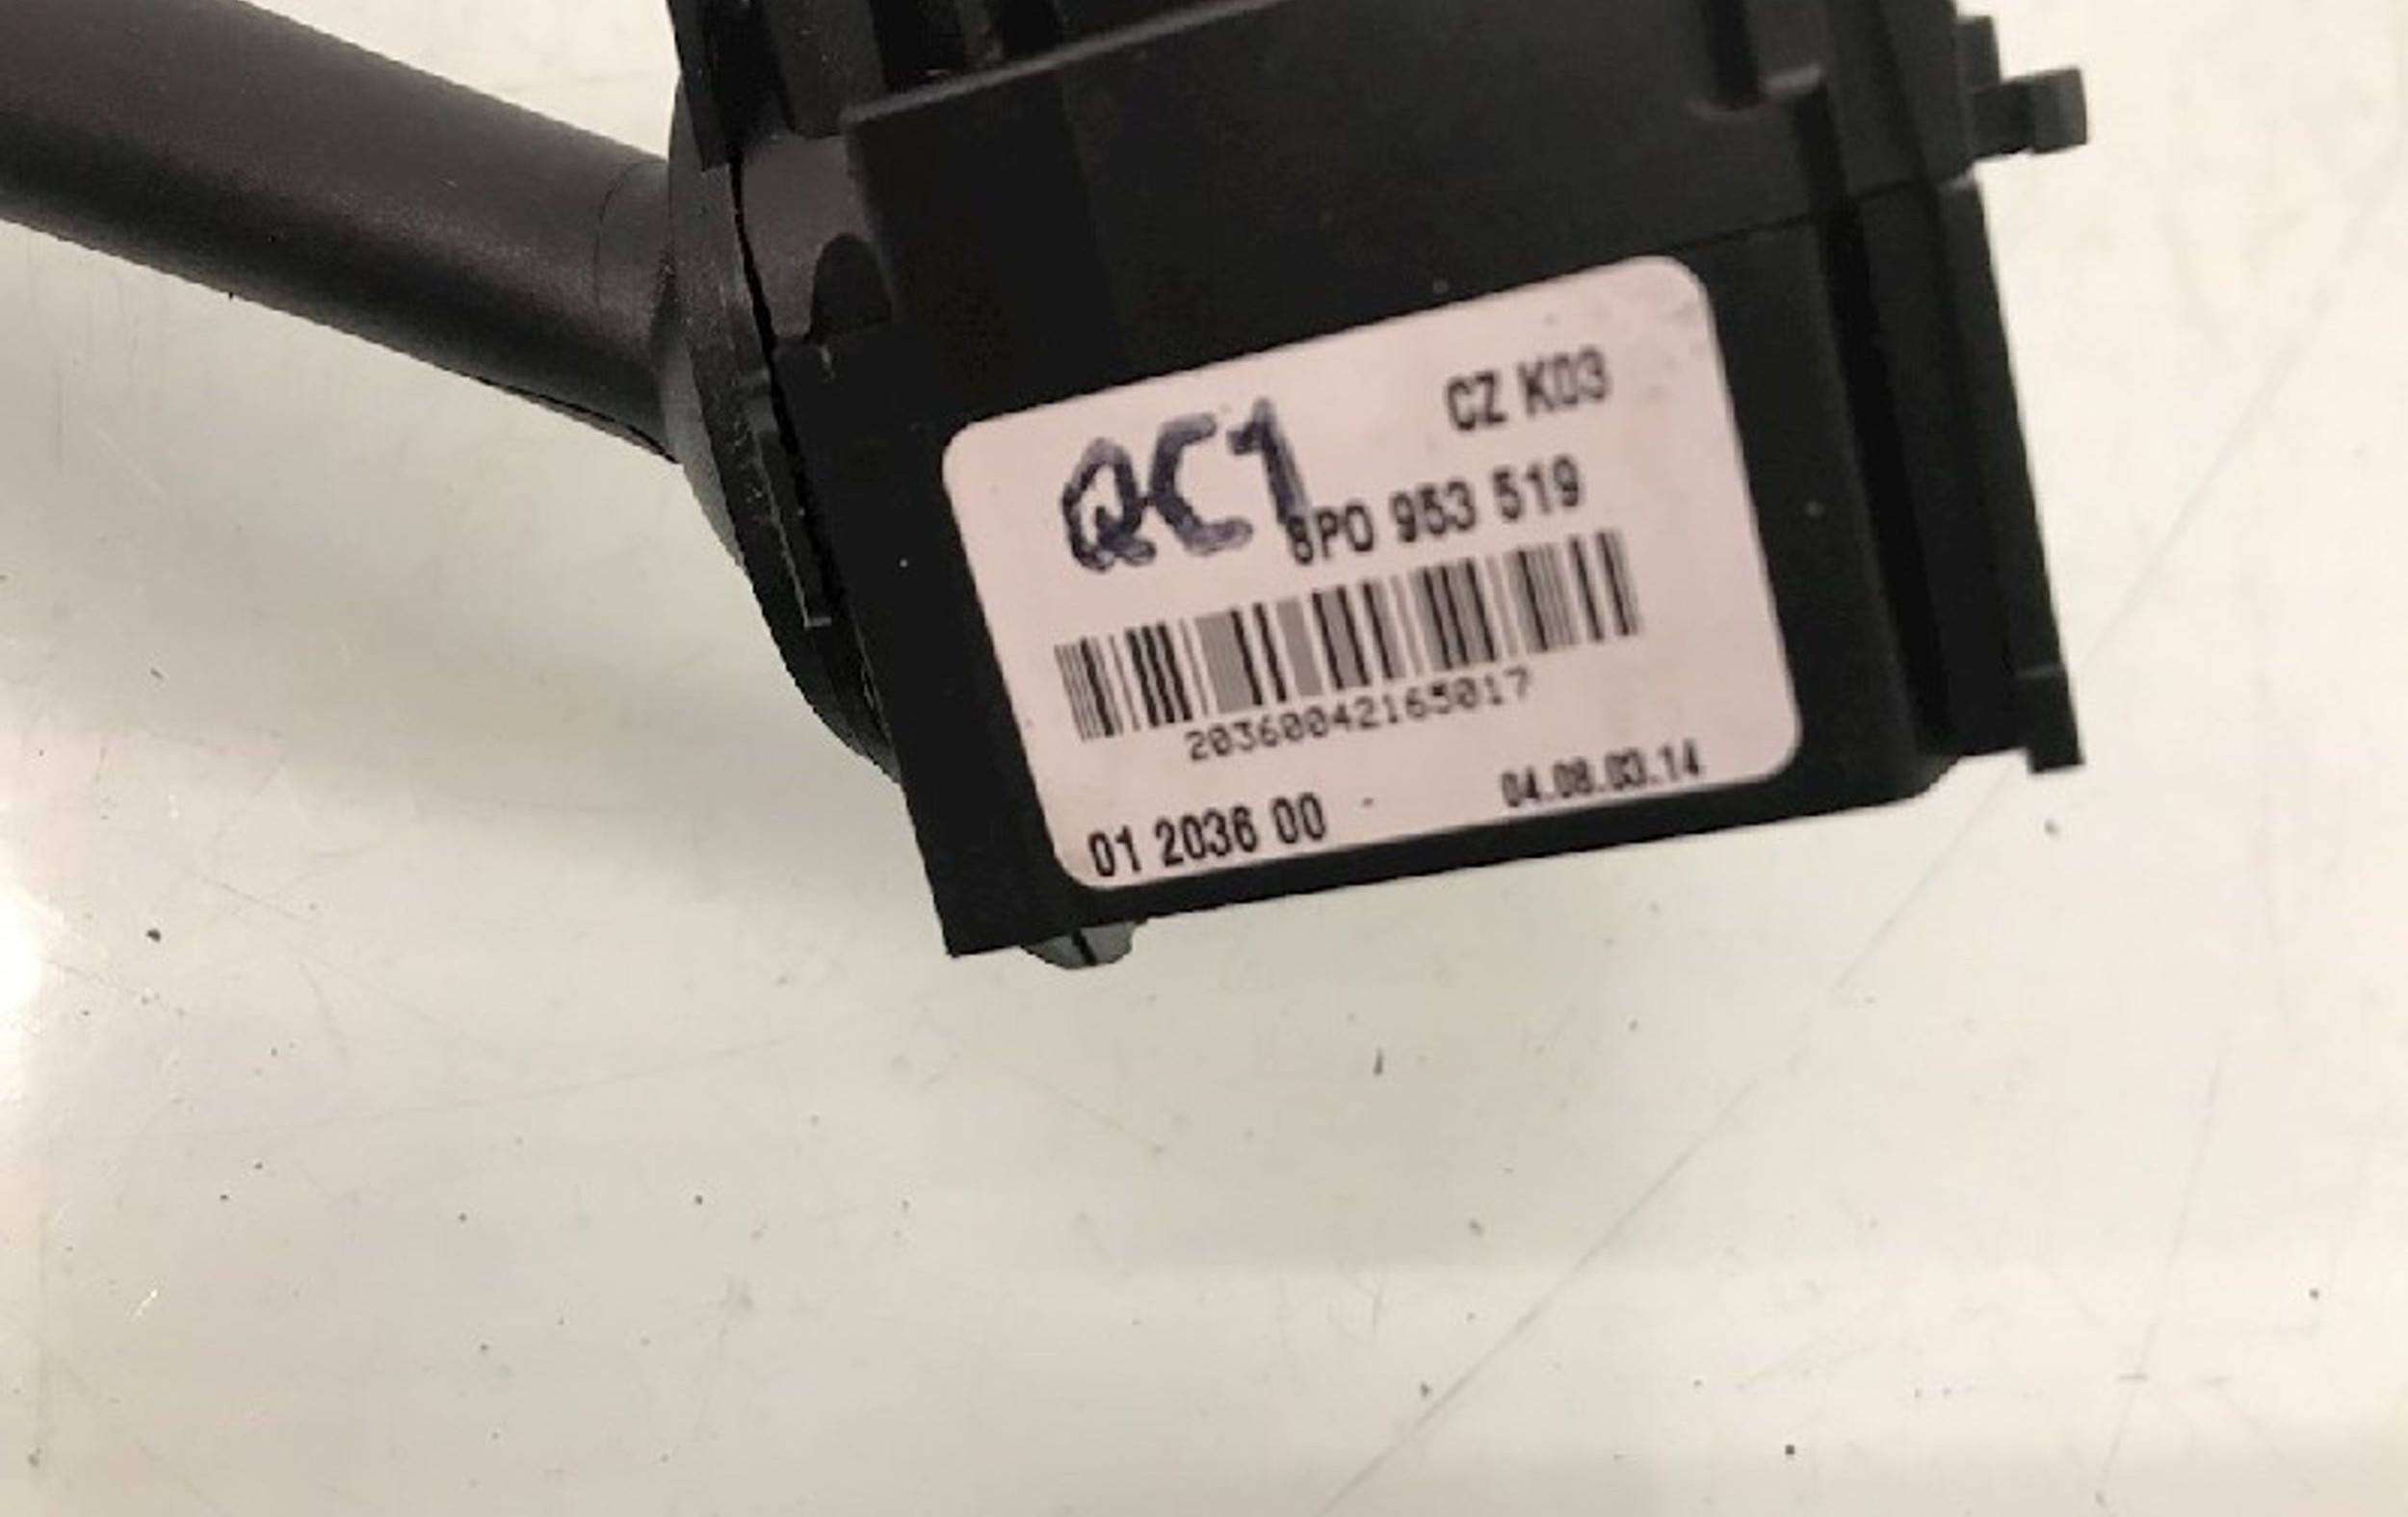 CZ K03
QC1
8P0 953 519
20360042165017
01 2036 00
04.08.03.14